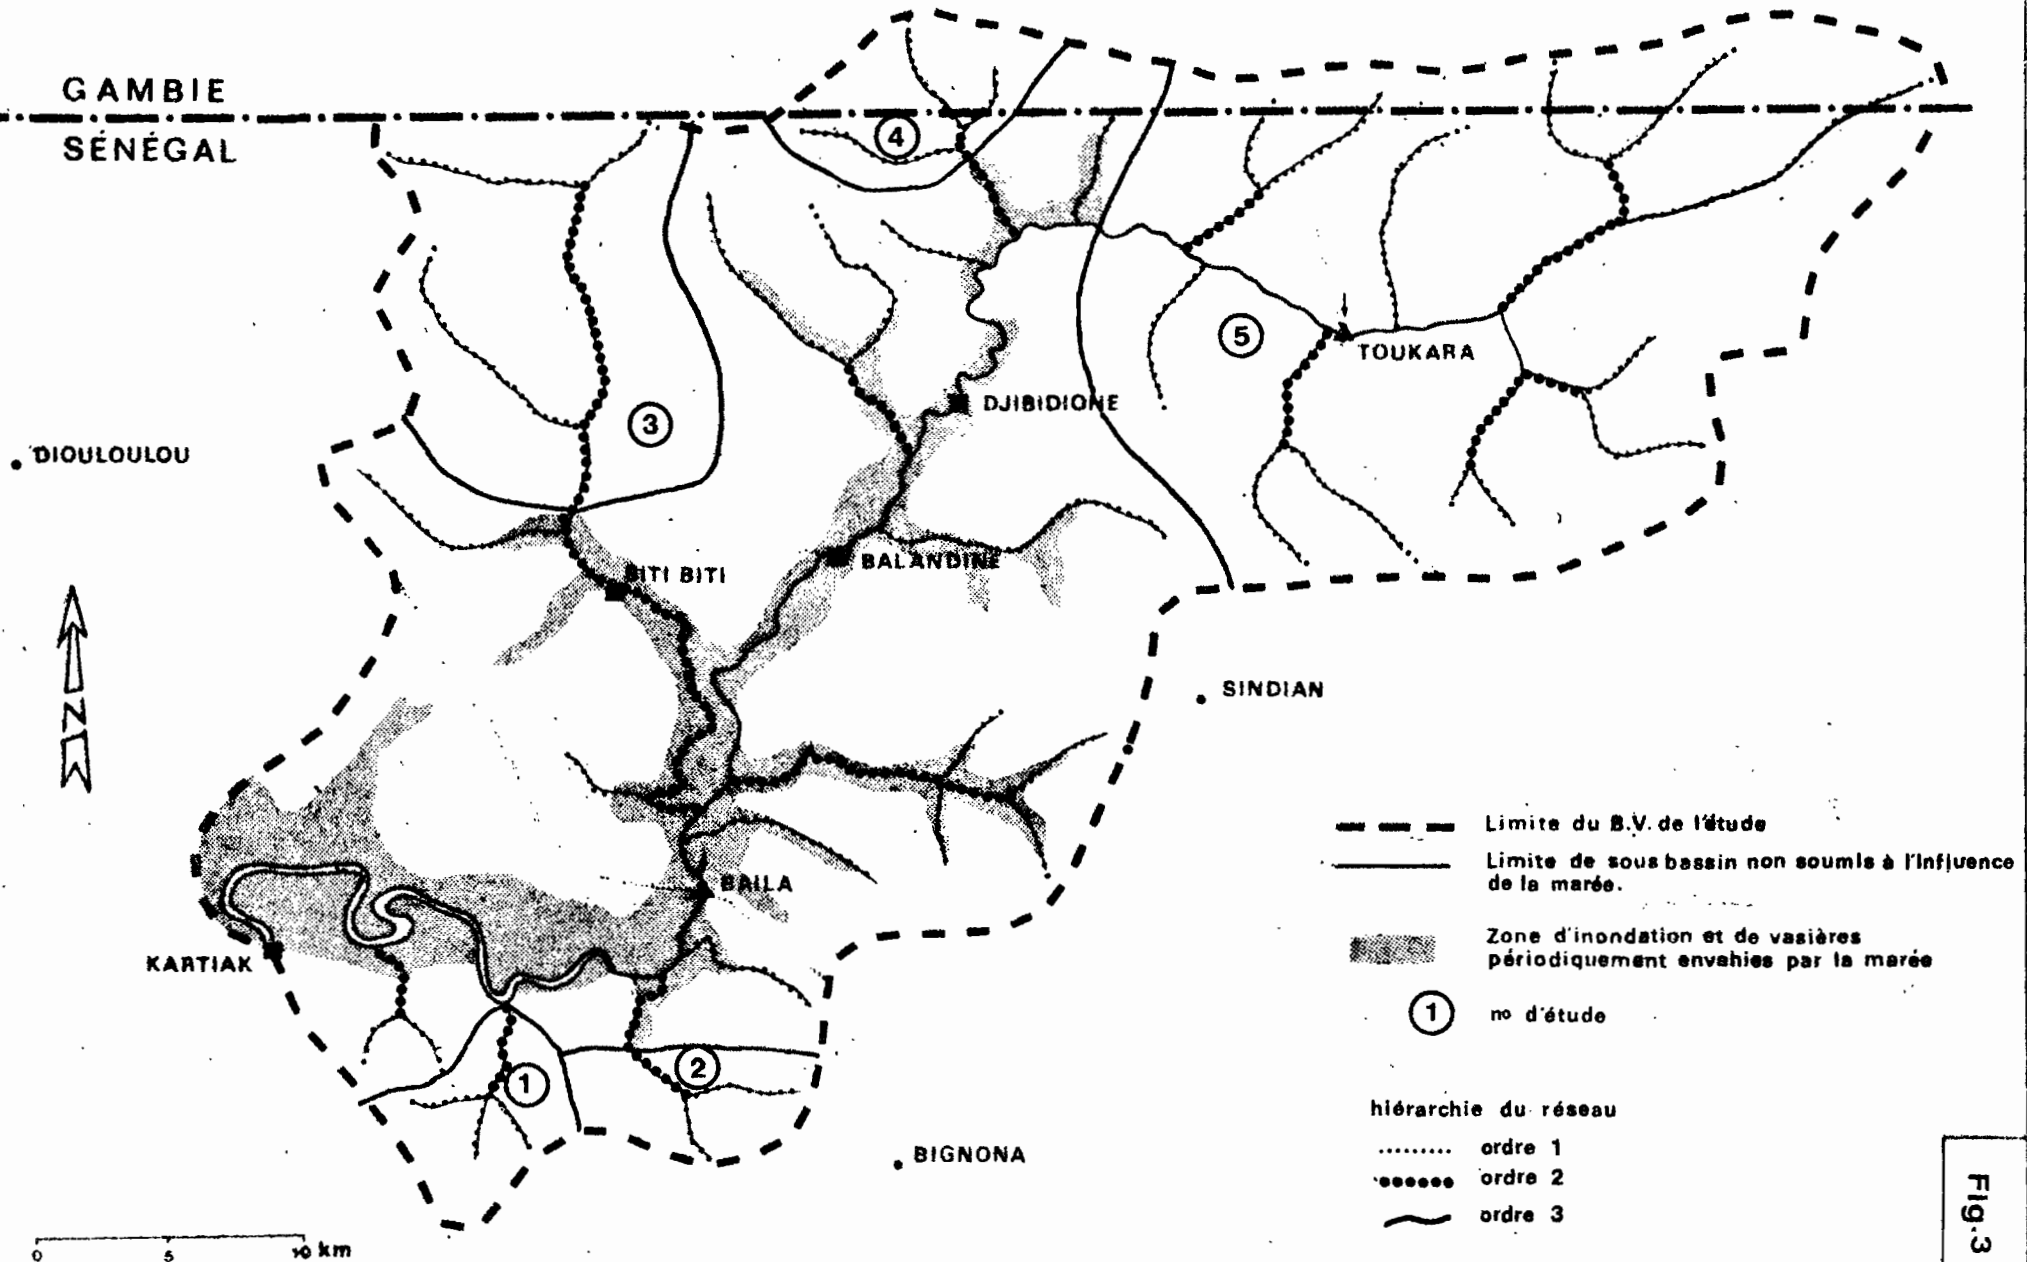 GAMBIE
SÉNÉGAL
4
5
TOUKARA
DJIBIDIONE
3
DIOULOULOU
BALANDINE
BITI BITI
SINDIAN
N
BAILA
KARTIAK
1
2
BIGNONA
Limite du B.V. de l'étude
Limite de sous bassin non soumis à l'influence
de la marée.
Zone d'inondation et de vasières
périodiquement envahies par la marée
1 no d'étude
hiérarchie du réseau
ordre 1
ordre 2
ordre 3
0 5 10 km
Fig.3